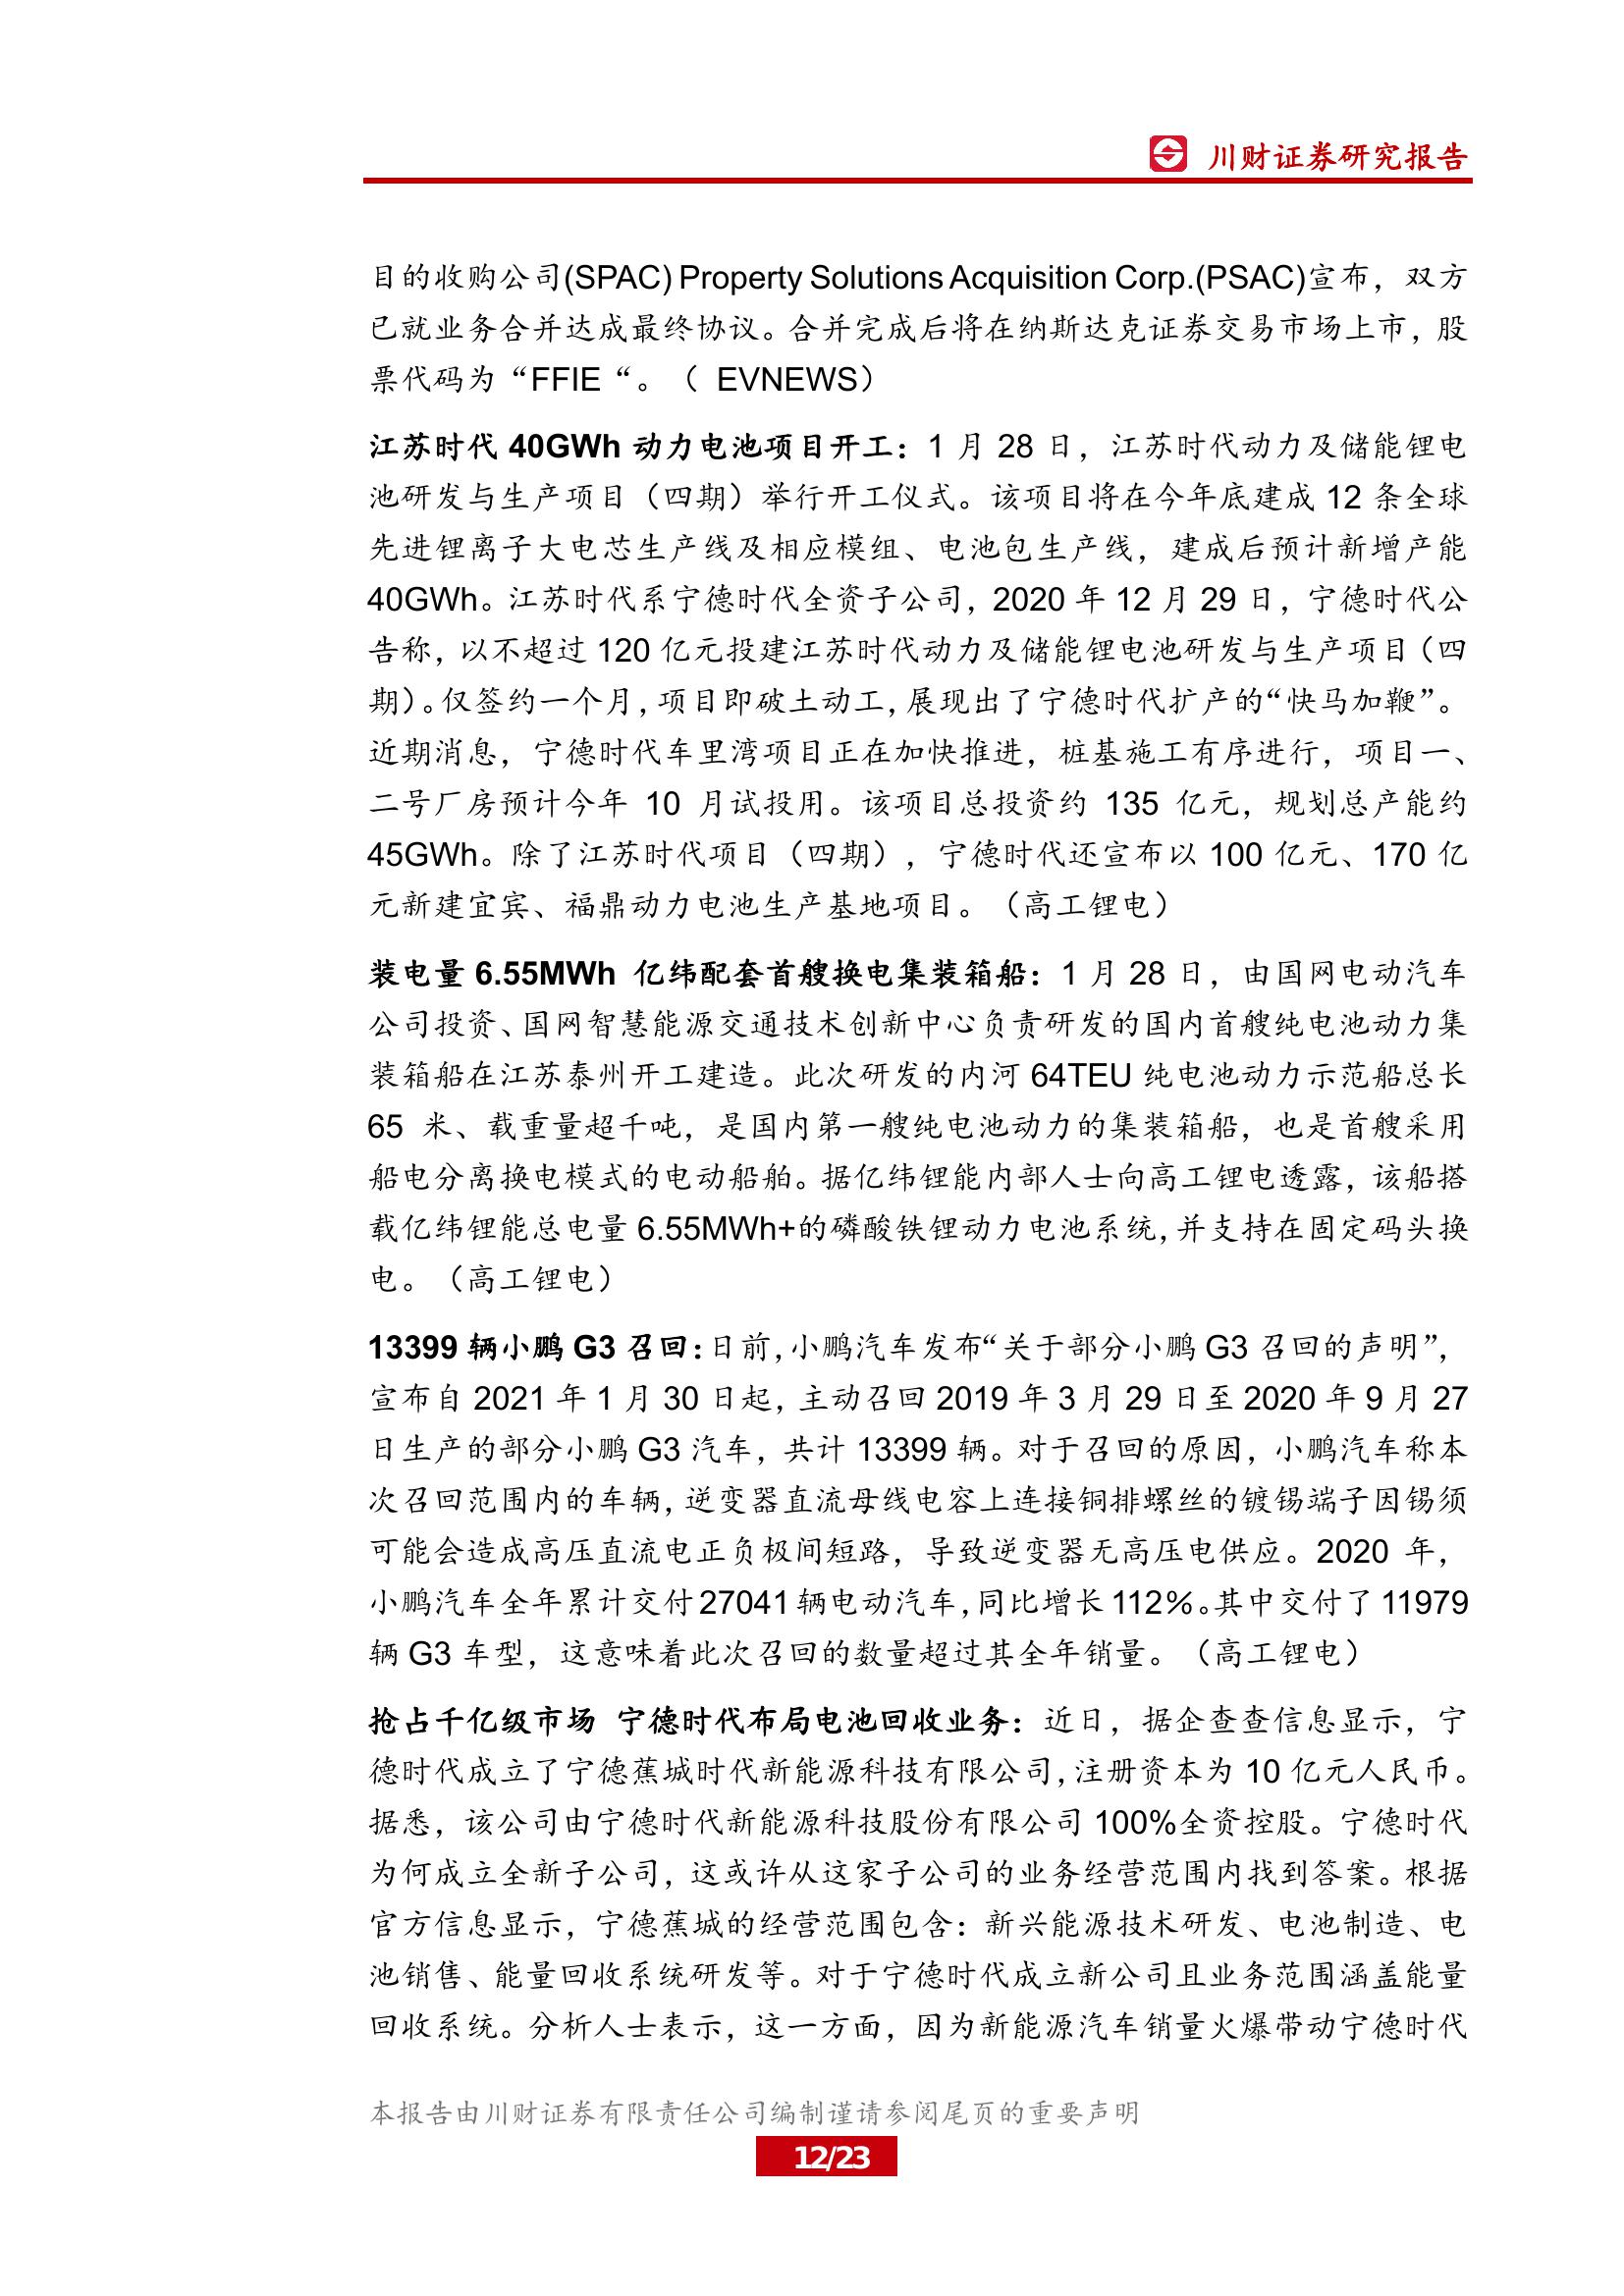 川财证券研究报告
目的收购公司(SPAC) Property Solutions Acquisition Corp.(PSAC)宣布，双方
已就业务合并达成最终协议。合并完成后将在纳斯达克证券交易市场上市，股
票代码为“FFIE“。（ EVNEWS）
江苏时代 40GWh 动力电池项目开工：1 月 28 日，江苏时代动力及储能锂电
池研发与生产项目（四期）举行开工仪式。该项目将在今年底建成 12 条全球
先进锂离子大电芯生产线及相应模组、电池包生产线，建成后预计新增产能
40GWh。江苏时代系宁德时代全资子公司，2020 年 12 月 29 日，宁德时代公
告称，以不超过 120 亿元投建江苏时代动力及储能锂电池研发与生产项目（四
期）。仅签约一个月，项目即破土动工，展现出了宁德时代扩产的“快马加鞭”。
近期消息，宁德时代车里湾项目正在加快推进，桩基施工有序进行，项目一、
二号厂房预计今年 10 月试投用。该项目总投资约 135 亿元，规划总产能约
45GWh。除了江苏时代项目（四期），宁德时代还宣布以 100 亿元、170 亿
元新建宜宾、福鼎动力电池生产基地项目。（高工锂电）
装电量 6.55MWh 亿纬配套首艘换电集装箱船：1 月 28 日，由国网电动汽车
公司投资、国网智慧能源交通技术创新中心负责研发的国内首艘纯电池动力集
装箱船在江苏泰州开工建造。此次研发的内河 64TEU 纯电池动力示范船总长
65 米、载重量超千吨，是国内第一艘纯电池动力的集装箱船，也是首艘采用
船电分离换电模式的电动船舶。据亿纬锂能内部人士向高工锂电透露，该船搭
载亿纬锂能总电量 6.55MWh+的磷酸铁锂动力电池系统，并支持在固定码头换
电。（高工锂电）
13399 辆小鹏 G3 召回：日前，小鹏汽车发布“关于部分小鹏 G3 召回的声明”，
宣布自 2021 年 1 月 30 日起，主动召回 2019 年 3 月 29 日至 2020 年 9 月 27
日生产的部分小鹏 G3 汽车，共计 13399 辆。对于召回的原因，小鹏汽车称本
次召回范围内的车辆，逆变器直流母线电容上连接铜排螺丝的镀锡端子因锡须
可能会造成高压直流电正负极间短路，导致逆变器无高压电供应。2020 年，
小鹏汽车全年累计交付 27041 辆电动汽车，同比增长 112%。其中交付了 11979
辆 G3 车型，这意味着此次召回的数量超过其全年销量。（高工锂电）
抢占千亿级市场 宁德时代布局电池回收业务：近日，据企查查信息显示，宁
德时代成立了宁德蕉城时代新能源科技有限公司，注册资本为 10 亿元人民币。
据悉，该公司由宁德时代新能源科技股份有限公司 100%全资控股。宁德时代
为何成立全新子公司，这或许从这家子公司的业务经营范围内找到答案。根据
官方信息显示，宁德蕉城的经营范围包含：新兴能源技术研发、电池制造、电
池销售、能量回收系统研发等。对于宁德时代成立新公司且业务范围涵盖能量
回收系统。分析人士表示，这一方面，因为新能源汽车销量火爆带动宁德时代
本报告由川财证券有限责任公司编制谨请参阅尾页的重要声明
12/23